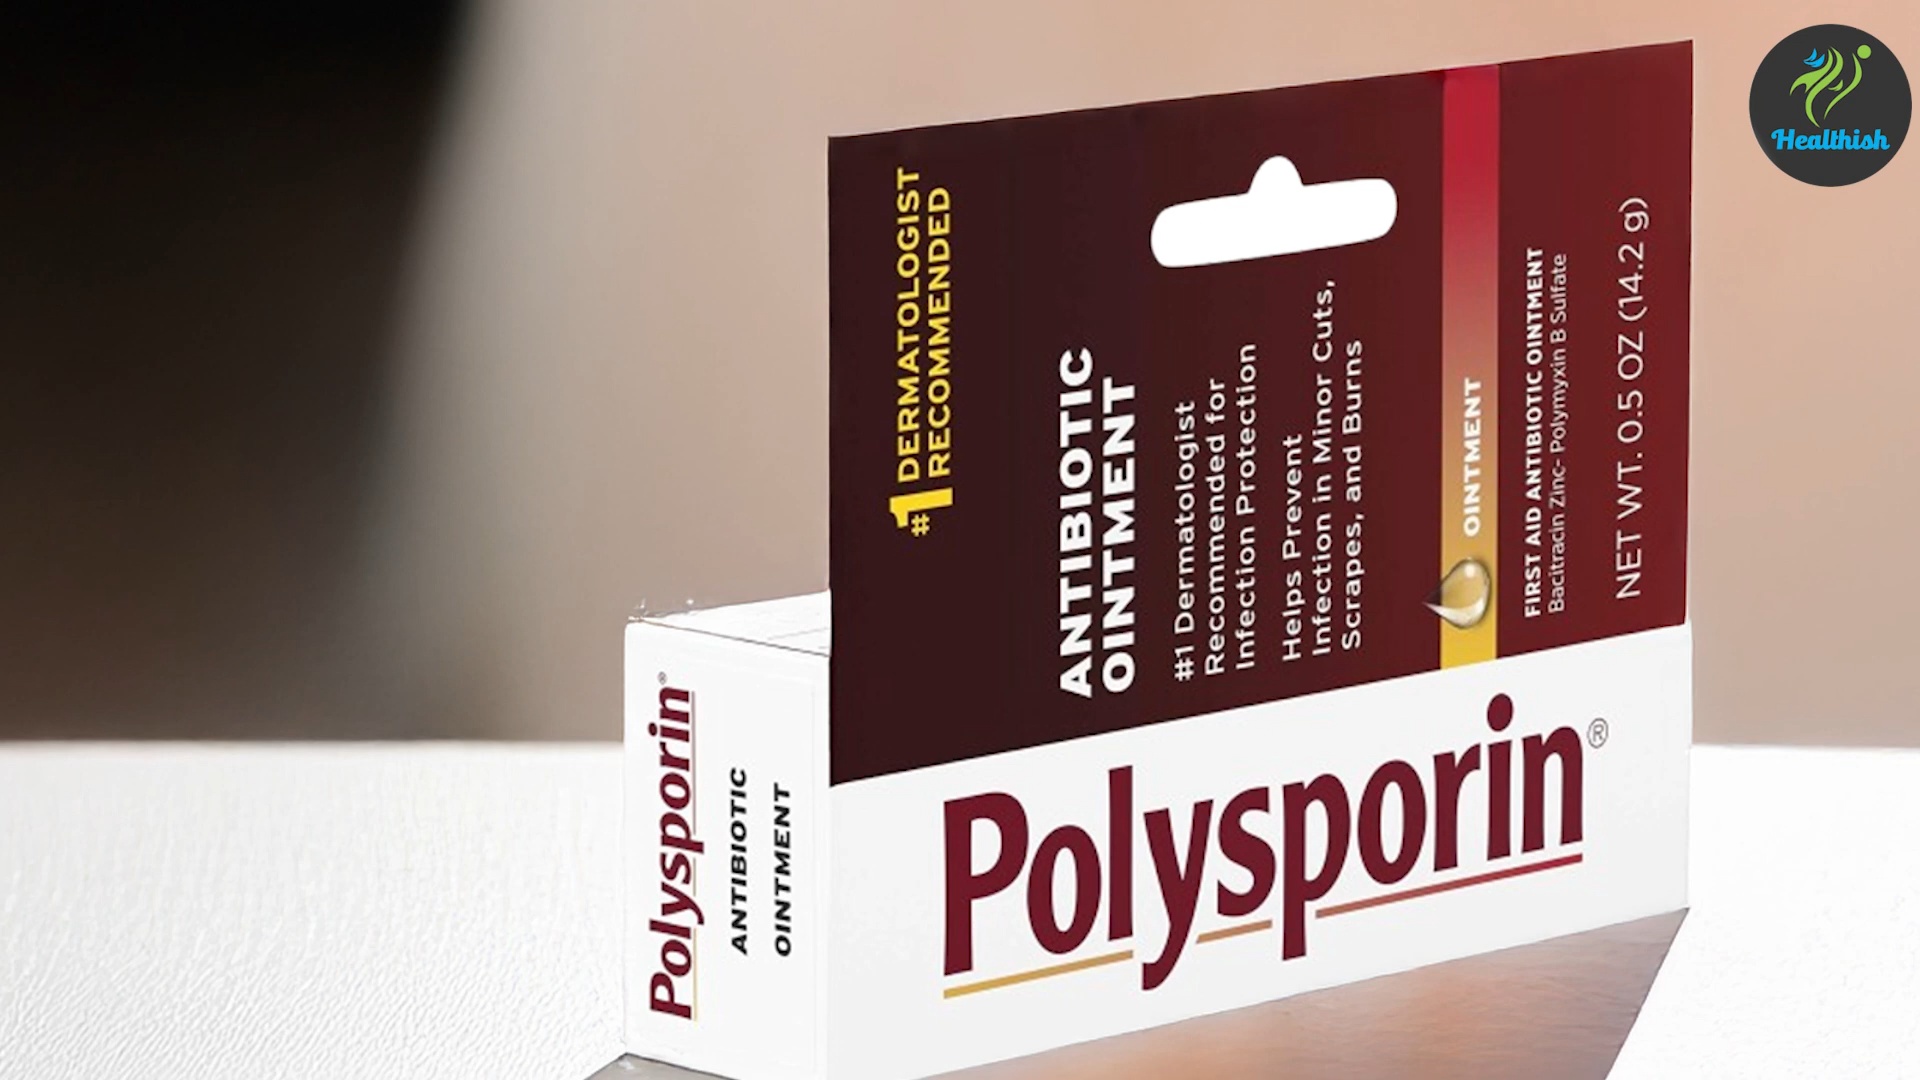 Healthish
#1 DERMATOLOGIST
RECOMMENDED
ANTIBIOTIC
OINTMENT
#1 Dermatologist
Recommended for
Infection Protection
Helps Prevent
Infection in Minor Cuts,
Scrapes, and Burns
OINTMENT
FIRST AID ANTIBIOTIC OINTMENT
Bacitracin Zinc- Polymyxin B Sulfate
NET WT. 0.5 OZ (14.2 g)
Polysporin®
Polysporin®
ANTIBIOTIC
OINTMENT